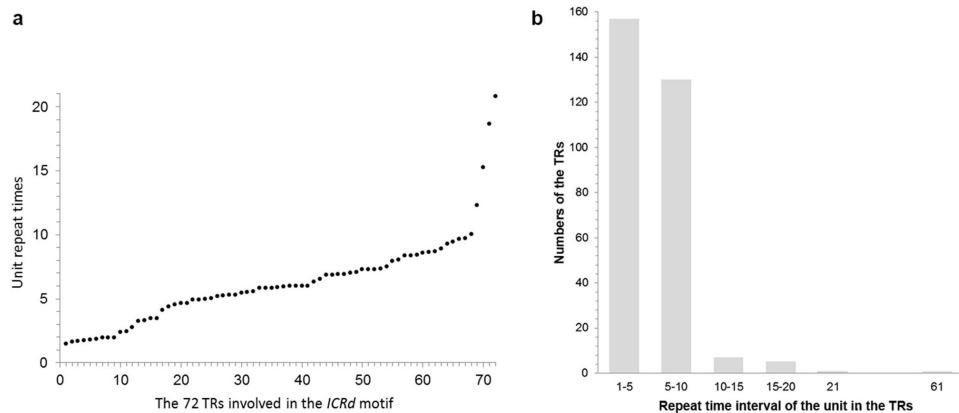 a
Unit repeat times
20
15
10
5
0
0 10 20 30 40 50 60 70
The 72 TRs involved in the ICRd motif
b
Numbers of the TRs
160
140
120
100
80
60
40
20
0
1-5 5-10 10-15 15-20 21 61
Repeat time interval of the unit in the TRs